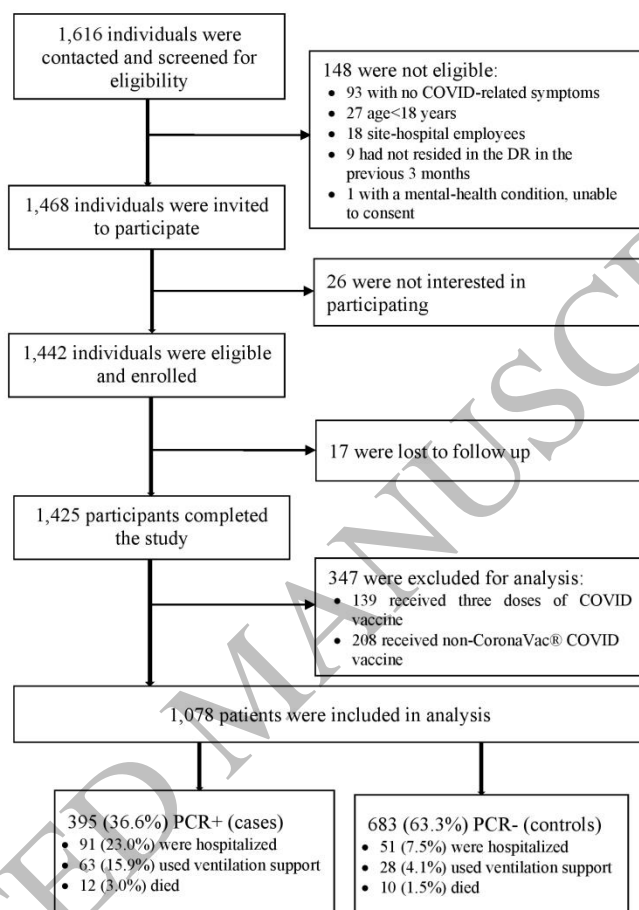 1,616 individuals were
contacted and screened for
eligibility
148 were not eligible:
• 93 with no COVID-related symptoms
• 27 age<18 years
• 18 site-hospital employees
• 9 had not resided in the DR in the
previous 3 months
• 1 with a mental-health condition, unable
to consent
1,468 individuals were invited
to participate
26 were not interested in
participating
1,442 individuals were eligible
and enrolled
17 were lost to follow up
1,425 participants completed
the study
347 were excluded for analysis:
• 139 received three doses of COVID
vaccine
• 208 received non-CoronaVac® COVID
vaccine
1,078 patients were included in analysis
395 (36.6%) PCR+ (cases)
• 91 (23.0%) were hospitalized
• 63 (15.9%) used ventilation support
• 12 (3.0%) died
683 (63.3%) PCR- (controls)
• 51 (7.5%) were hospitalized
• 28 (4.1%) used ventilation support
• 10 (1.5%) died
TED MANUSC